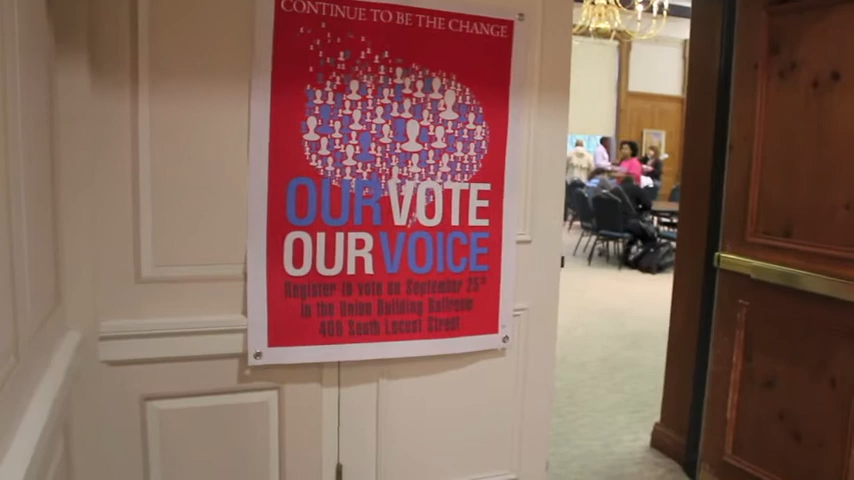 CONTINUE TO BE THE CHANGE
OUR VOTE
OUR VOICE
Register to vote on September 25th
in the Union Building Ballroom
408 South Locust Street